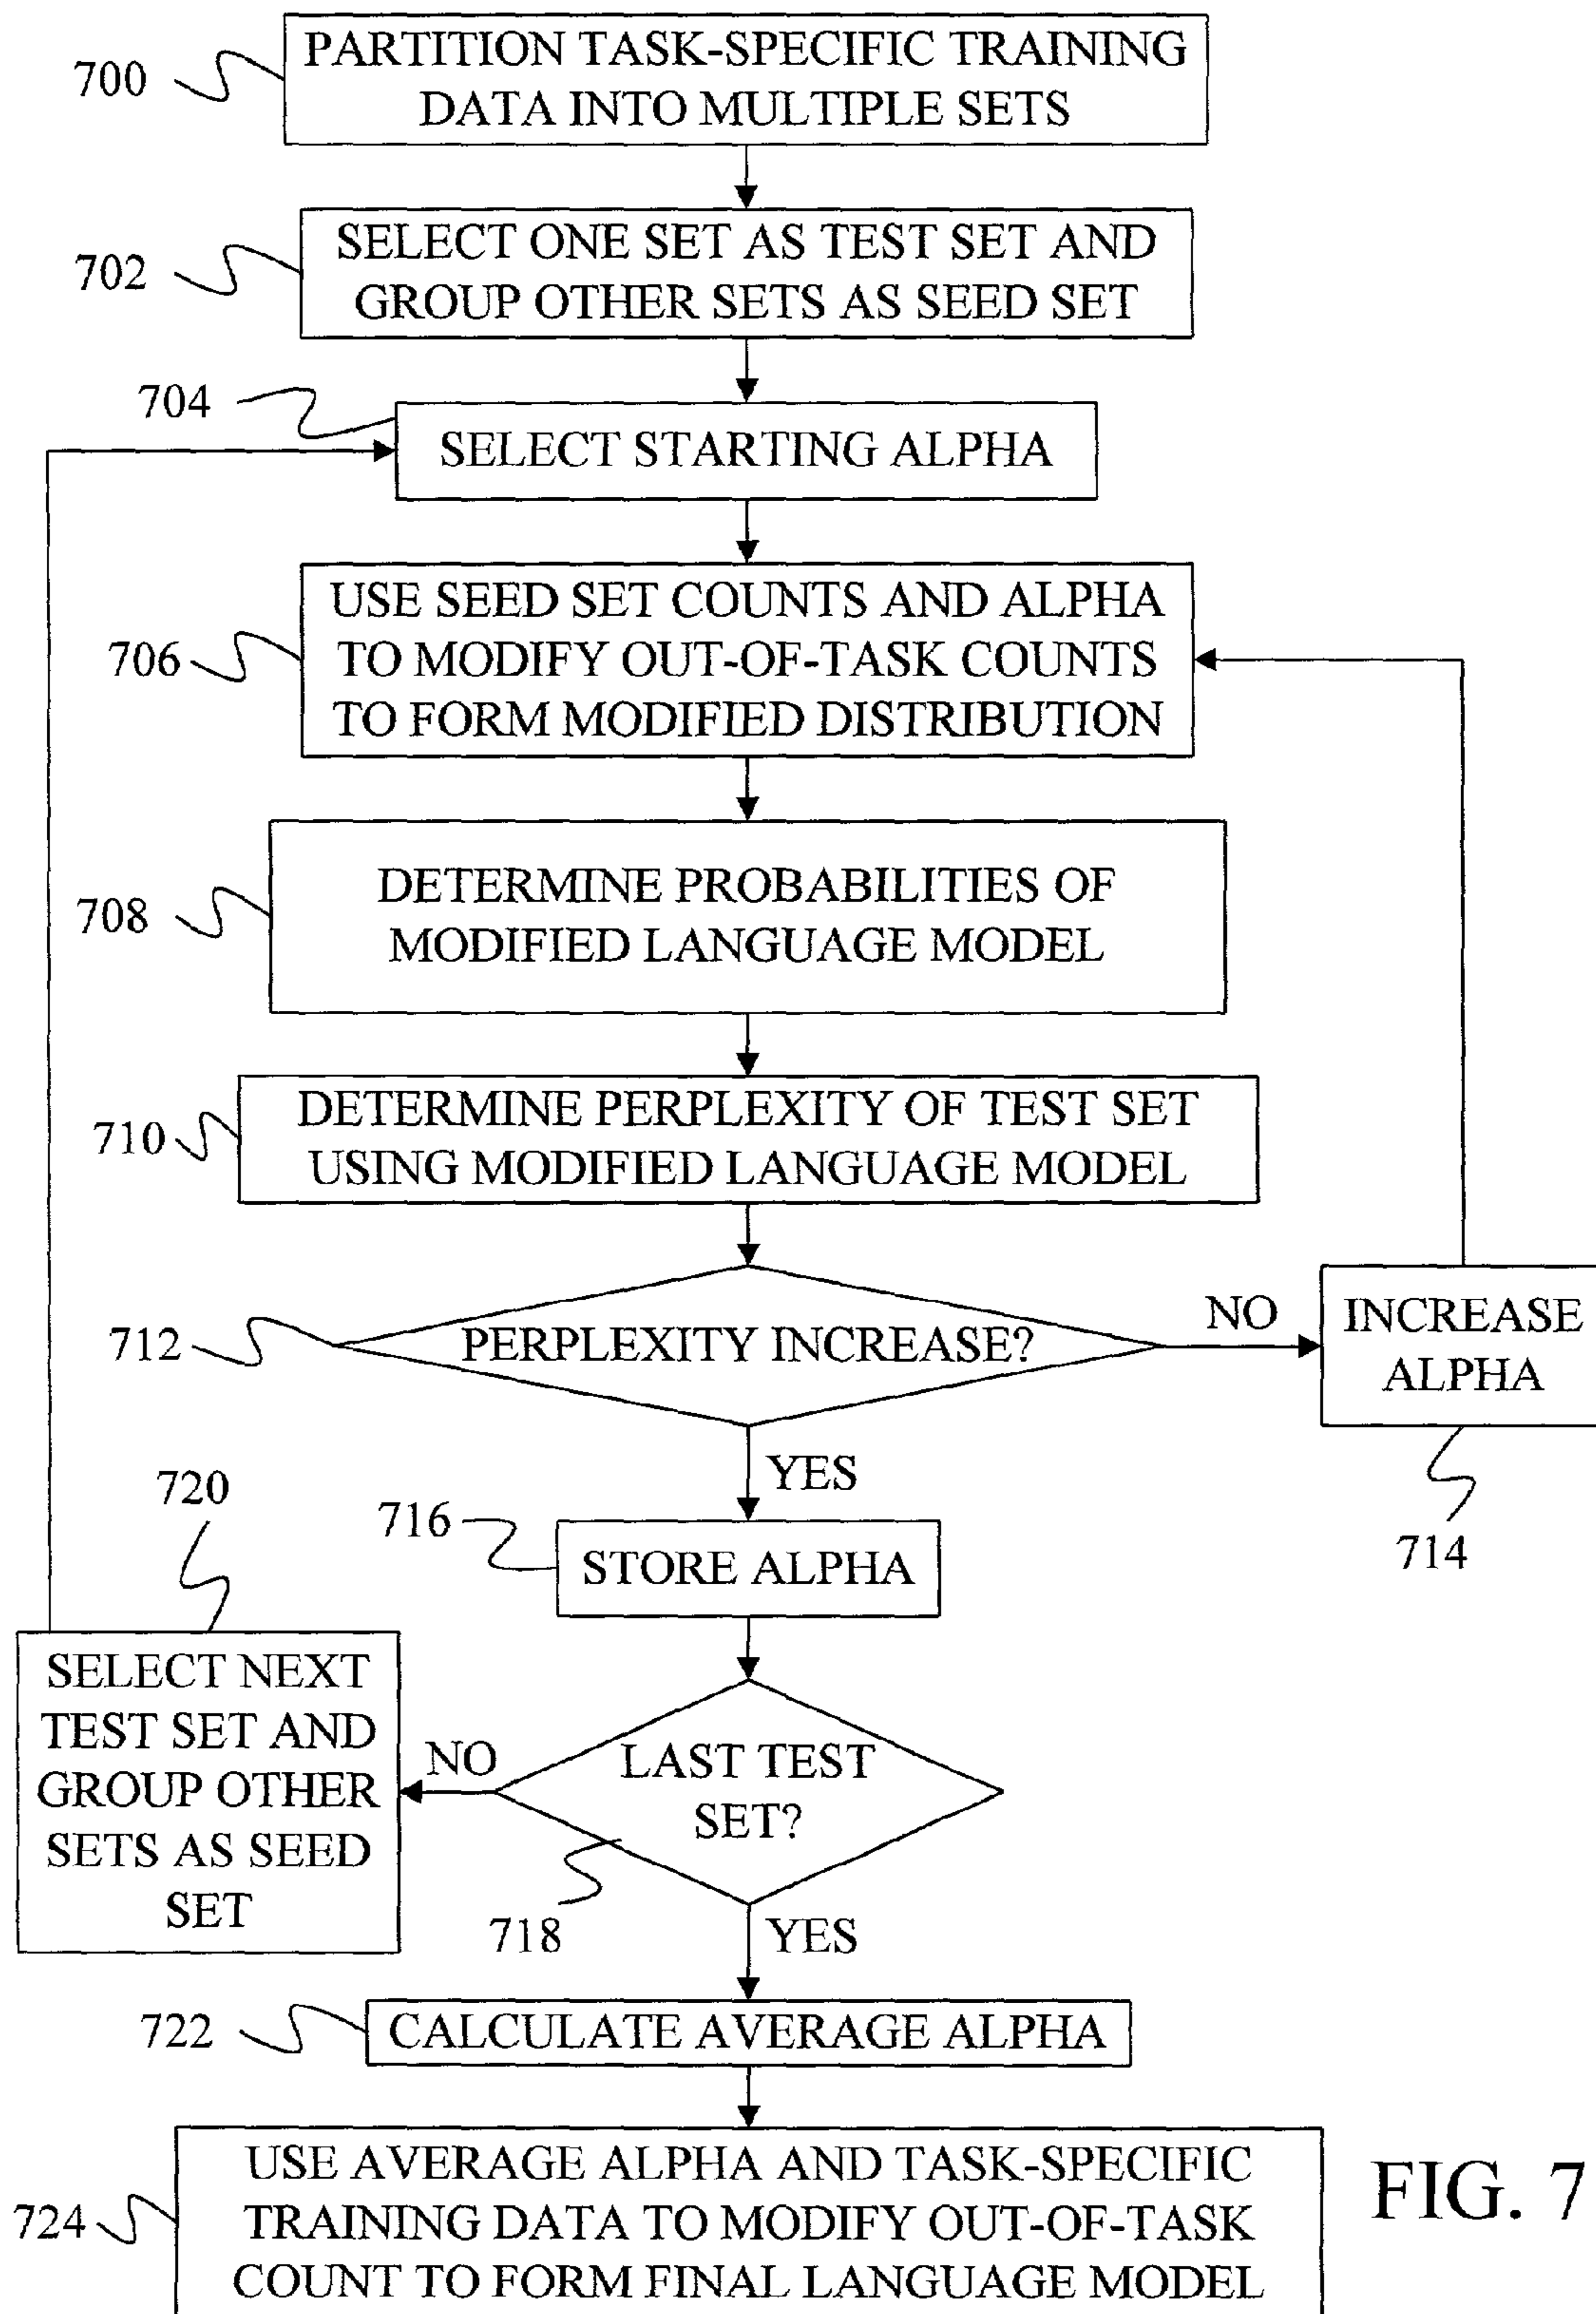 700
PARTITION TASK-SPECIFIC TRAINING
DATA INTO MULTIPLE SETS
702
SELECT ONE SET AS TEST SET AND
GROUP OTHER SETS AS SEED SET
704
SELECT STARTING ALPHA
706
USE SEED SET COUNTS AND ALPHA
TO MODIFY OUT-OF-TASK COUNTS
TO FORM MODIFIED DISTRIBUTION
708
DETERMINE PROBABILITIES OF
MODIFIED LANGUAGE MODEL
710
DETERMINE PERPLEXITY OF TEST SET
USING MODIFIED LANGUAGE MODEL
712
PERPLEXITY INCREASE?
NO
INCREASE
ALPHA
714
YES
716
STORE ALPHA
720
SELECT NEXT
TEST SET AND
GROUP OTHER
SETS AS SEED
SET
NO
LAST TEST
SET?
718
YES
722
CALCULATE AVERAGE ALPHA
724
USE AVERAGE ALPHA AND TASK-SPECIFIC
TRAINING DATA TO MODIFY OUT-OF-TASK
COUNT TO FORM FINAL LANGUAGE MODEL
FIG. 7